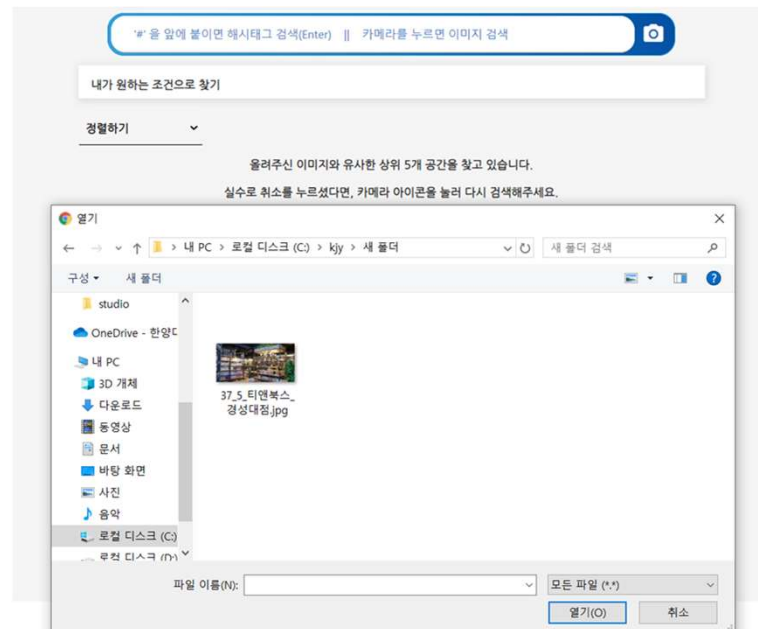 '#' 을 앞에 붙이면 해시태그 검색(Enter) || 카메라를 누르면 이미지 검색
내가 원하는 조건으로 찾기
정렬하기
올려주신 이미지와 유사한 상위 5개 공간을 찾고 있습니다.
실수로 취소를 누르셨다면, 카메라 아이콘을 눌러 다시 검색해주세요.
열기
내 PC > 로컬 디스크 (C:) > kjy > 새 폴더
새 폴더 검색
구성
새 폴더
studio
OneDrive - 한양
내 PC
3D 개체
다운로드
동영상
문서
바탕 화면
사진
음악
로컬 디스크 (C:)
로컬 디스크 (D:)
37_5_티앤북스_
경성대점.jpg
파일 이름(N):
모든 파일 (*.*)
열기(O)
취소